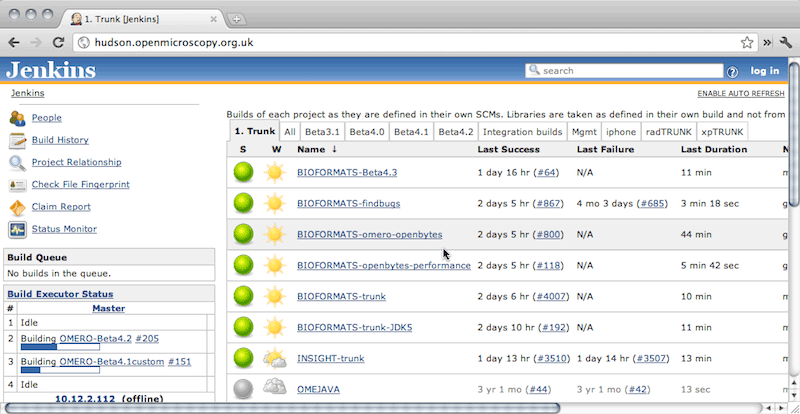 1. Trunk [Jenkins]
hudson.openmicroscopy.org.uk
Jenkins
search
log in
Jenkins
ENABLE AUTO REFRESH
People
Build History
Project Relationship
Check File Fingerprint
Claim Report
Status Monitor
Build Queue
No builds in the queue.
Build Executor Status
# Master
1 Idle
2 Building OMERO-Beta4.2 #205
3 Building OMERO-Beta4.1custom #151
4 Idle
10.12.2.112 (offline)
Builds of each project as they are defined in their own SCMs. Libraries are taken as defined in their own build and not from
1. Trunk All Beta3.1 Beta4.0 Beta4.1 Beta4.2 Integration builds Mgmt iphone radTRUNK xpTRUNK
S W Name ↓ Last Success Last Failure Last Duration
BIOFORMATS-Beta4.3 1 day 16 hr (#64) N/A 11 min
BIOFORMATS-findbugs 2 days 5 hr (#867) 4 mo 3 days (#685) 3 min 18 sec
BIOFORMATS-omero-openbytes 2 days 5 hr (#800) N/A 44 min
BIOFORMATS-openbytes-performance 2 days 5 hr (#118) N/A 5 min 42 sec
BIOFORMATS-trunk 2 days 6 hr (#4007) N/A 10 min
BIOFORMATS-trunk-JDK5 2 days 10 hr (#192) N/A 11 min
INSIGHT-trunk 1 day 13 hr (#3510) 1 day 14 hr (#3507) 13 min
OMEJAVA 3 yr 1 mo (#44) 3 yr 1 mo (#42) 13 sec